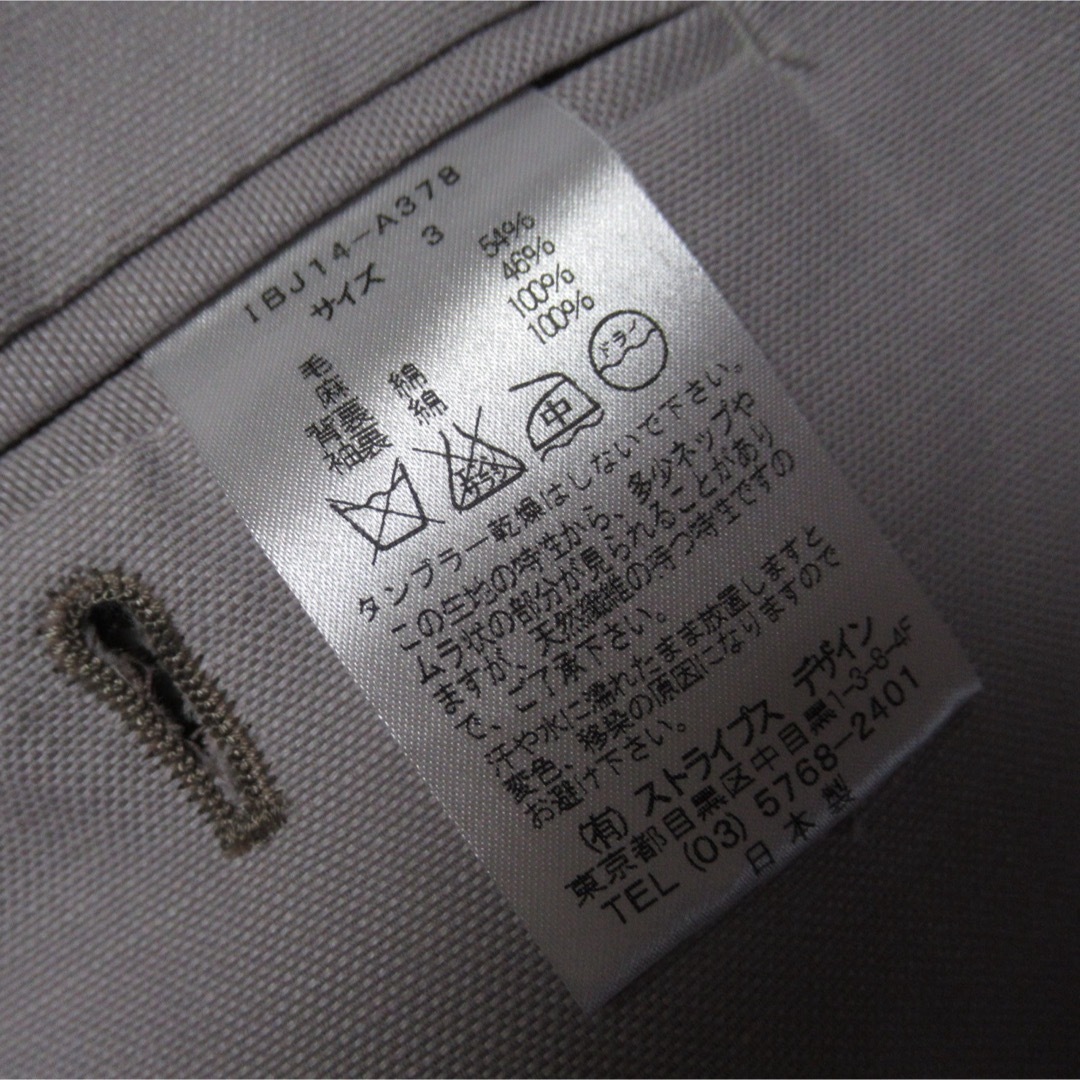 IBJ14-A378
サイズ 3
毛 54%
麻 46%
背裏 綿 100%
袖裏 綿 100%
エンソサラシ
中
ドライ
タンブラー乾燥はしないで下さい。
この生地の特性から、多少ネップや
ムラ状の部分が見られることがあり
ますが、天然繊維の持つ特性ですの
で、ご了承下さい。
汗や水に濡れたまま放置しますと
変色、移染の原因になりますので
お避け下さい。
(有) ストライプス デザイン
東京都目黒区中目黒1-3-8-4F
TEL (03) 5768-2401
日本製